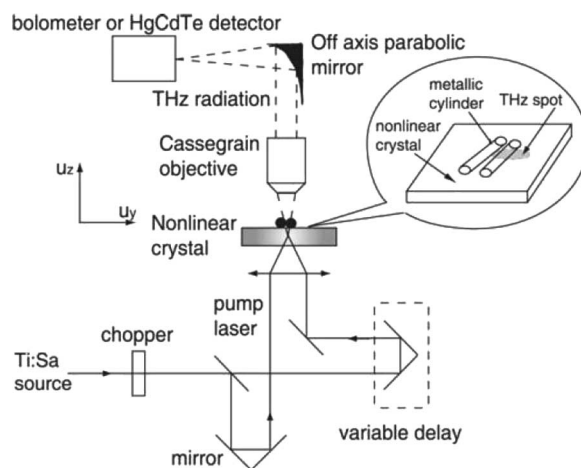 bolometer or HgCdTe detector
Off axis parabolic
mirror
THz radiation
Cassegrain
objective
metallic
cylinder
THz spot
nonlinear
crystal
uz
uy
Nonlinear
crystal
pump
laser
chopper
Ti:Sa
source
mirror
variable delay